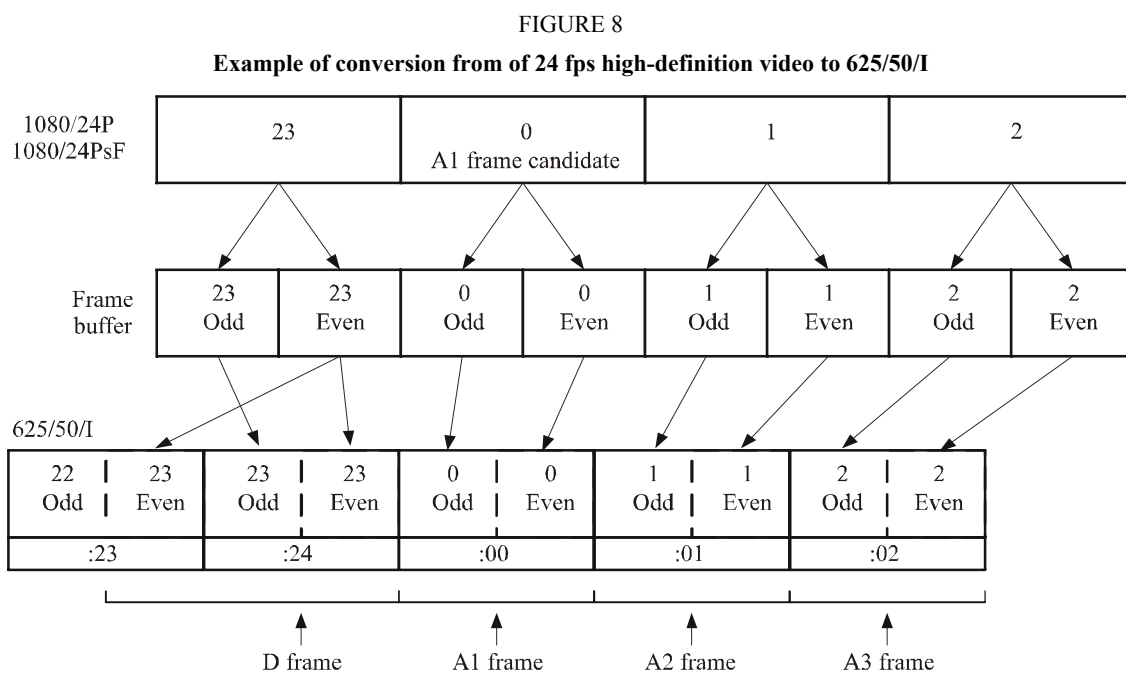 FIGURE 8
Example of conversion from of 24 fps high-definition video to 625/50/I
1080/24P
1080/24PsF
23
0
A1 frame candidate
1
2
Frame
buffer
23
Odd
23
Even
0
Odd
0
Even
1
Odd
1
Even
2
Odd
2
Even
625/50/I
22
Odd
23
Even
23
Odd
23
Even
0
Odd
0
Even
1
Odd
1
Even
2
Odd
2
Even
:23
:24
:00
:01
:02
D frame
A1 frame
A2 frame
A3 frame